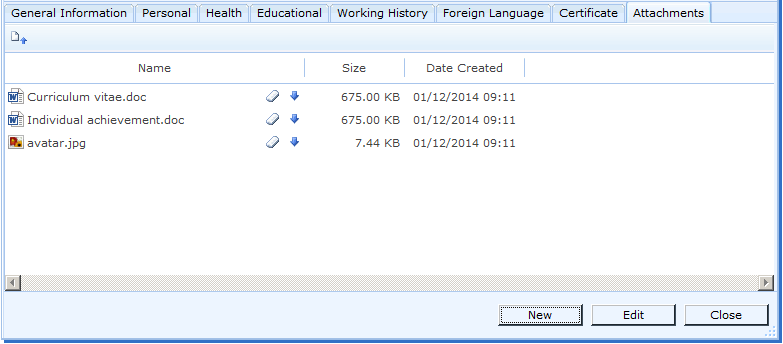 General Information Personal Health Educational Working History Foreign Language Certificate Attachments
Name Size Date Created
Curriculum vitae.doc 675.00 KB 01/12/2014 09:11
Individual achievement.doc 675.00 KB 01/12/2014 09:11
avatar.jpg 7.44 KB 01/12/2014 09:11
New Edit Close